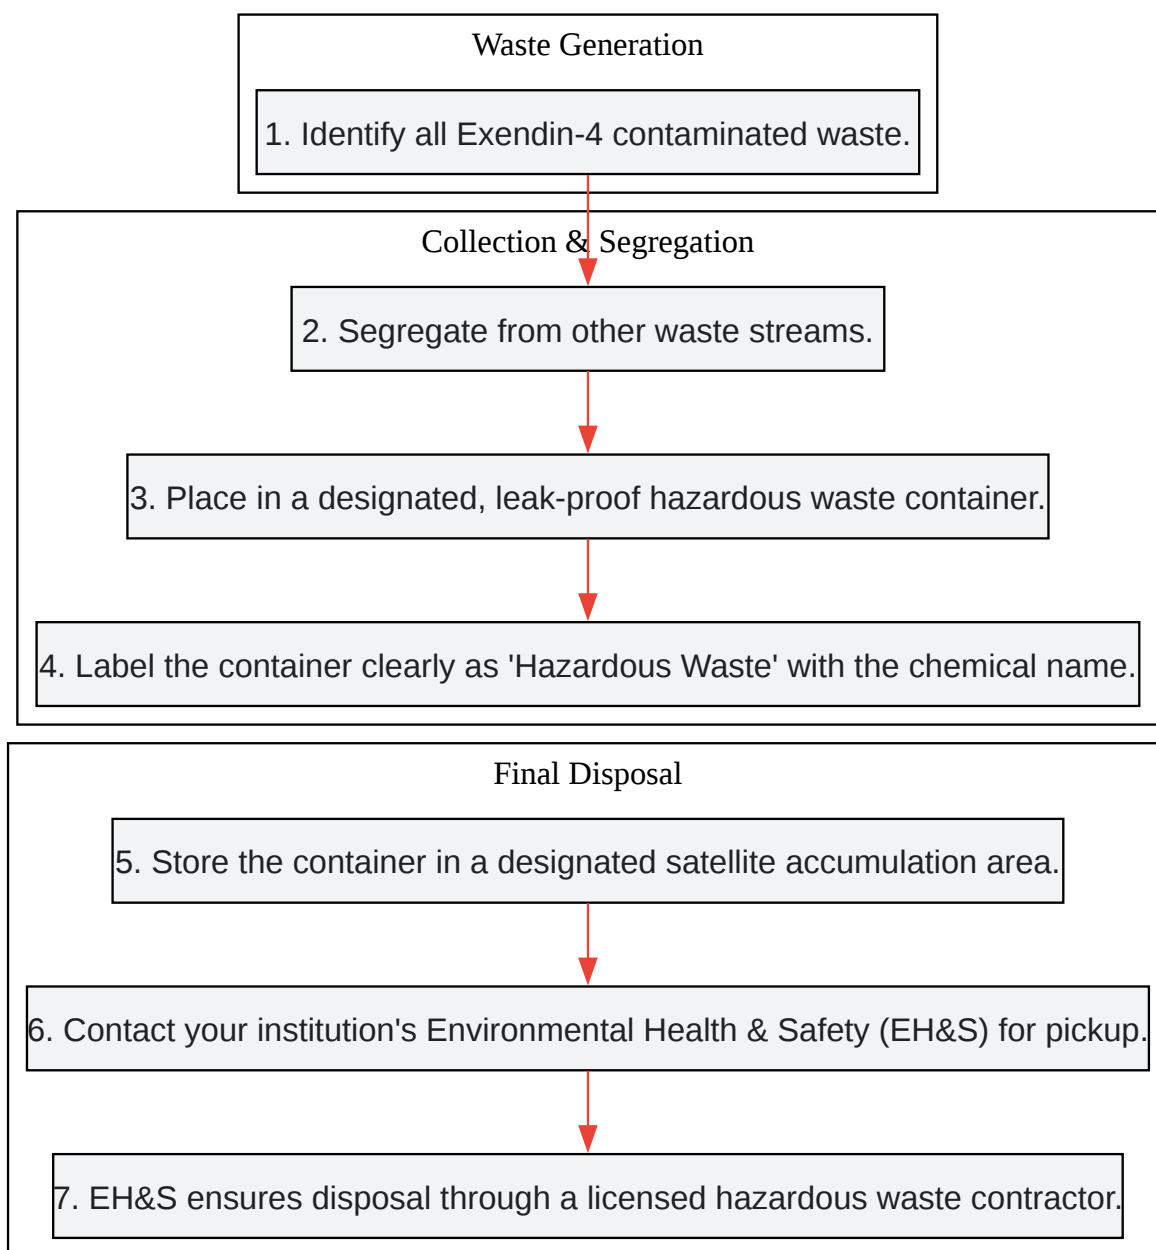 Waste Generation
1. Identify all Exendin-4 contaminated waste.
Collection & Segregation
2. Segregate from other waste streams.
3. Place in a designated, leak-proof hazardous waste container.
4. Label the container clearly as 'Hazardous Waste' with the chemical name.
Final Disposal
5. Store the container in a designated satellite accumulation area.
6. Contact your institution's Environmental Health & Safety (EH&S) for pickup.
7. EH&S ensures disposal through a licensed hazardous waste contractor.